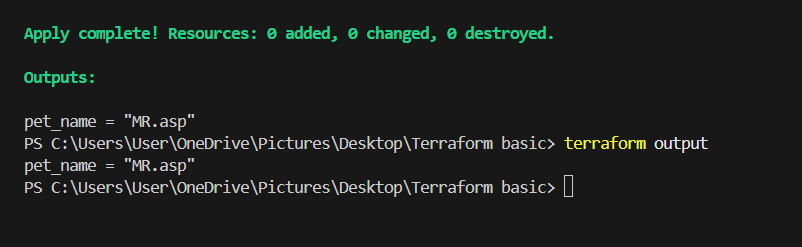 Apply complete! Resources: 0 added, 0 changed, 0 destroyed.
Outputs:
pet_name = "MR.asp"
PS C:\Users\User\OneDrive\Pictures\Desktop\Terraform basic> terraform output
pet_name = "MR.asp"
PS C:\Users\User\OneDrive\Pictures\Desktop\Terraform basic>